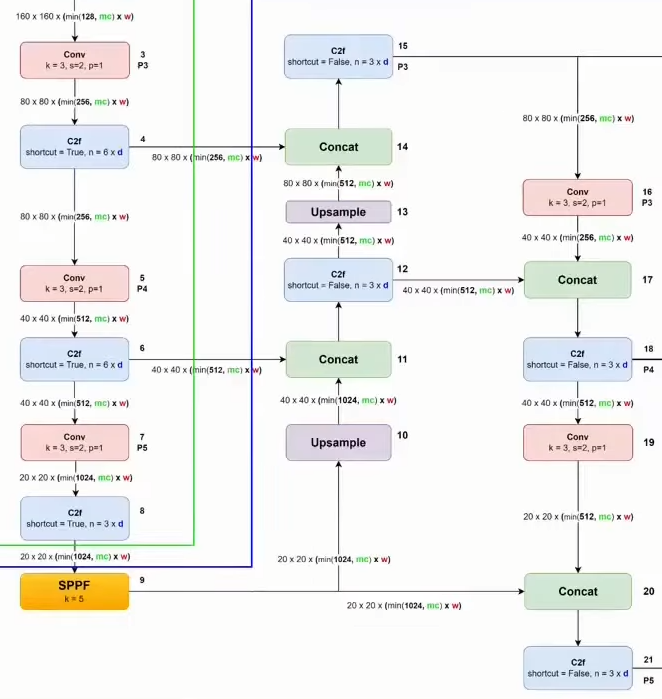 160 x 160 x (min(128, mc) x w)
Conv
k = 3, s=2, p=1
3
P3
80 x 80 x (min(256, mc) x w)
C2f
shortcut = True, n = 6 x d
4
80 x 80 x (min(256, mc) x w)
80 x 80 x (min(256, mc) x w)
Conv
k = 3, s=2, p=1
5
P4
40 x 40 x (min(512, mc) x w)
C2f
shortcut = True, n = 6 x d
6
40 x 40 x (min(512, mc) x w)
40 x 40 x (min(512, mc) x w)
Conv
k = 3, s=2, p=1
7
P5
20 x 20 x (min(1024, mc) x w)
C2f
shortcut = True, n = 3 x d
8
20 x 20 x (min(1024, mc) x w)
SPPF
k = 5
9
20 x 20 x (min(1024, mc) x w)
C2f
shortcut = False, n = 3 x d
15
P3
Concat
14
80 x 80 x (min(512, mc) x w)
Upsample
13
40 x 40 x (min(512, mc) x w)
C2f
shortcut = False, n = 3 x d
12
40 x 40 x (min(512, mc) x w)
Concat
11
40 x 40 x (min(1024, mc) x w)
Upsample
10
20 x 20 x (min(1024, mc) x w)
80 x 80 x (min(256, mc) x w)
Conv
k = 3, s=2, p=1
16
P3
40 x 40 x (min(256, mc) x w)
Concat
17
C2f
shortcut = False, n = 3 x d
18
P4
40 x 40 x (min(512, mc) x w)
Conv
k = 3, s=2, p=1
19
20 x 20 x (min(512, mc) x w)
Concat
20
C2f
shortcut = False, n = 3 x d
21
P5